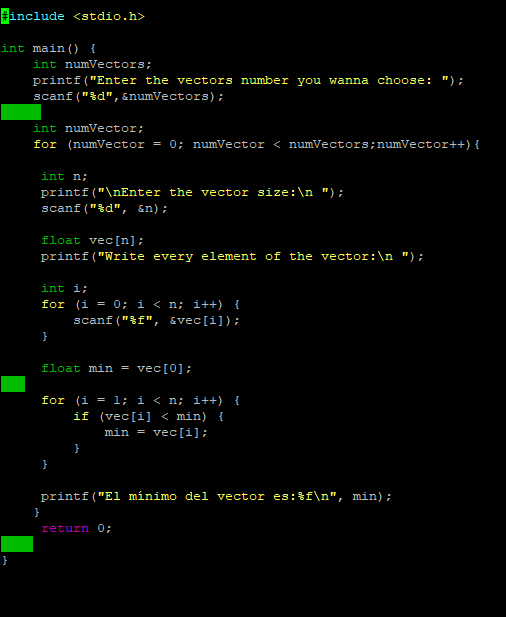 #include <stdio.h>

int main() {
    int numVectors;
    printf("Enter the vectors number you wanna choose: ");
    scanf("%d",&numVectors);

    int numVector;
    for (numVector = 0; numVector < numVectors;numVector++){

     int n;
     printf("\nEnter the vector size:\n ");
     scanf("%d", &n);

     float vec[n];
     printf("Write every element of the vector:\n ");

     int i;
     for (i = 0; i < n; i++) {
         scanf("%f", &vec[i]);
     }

     float min = vec[0];

     for (i = 1; i < n; i++) {
         if (vec[i] < min) {
             min = vec[i];
         }
     }

     printf("El mínimo del vector es:%f\n", min);
    }
     return 0;

}